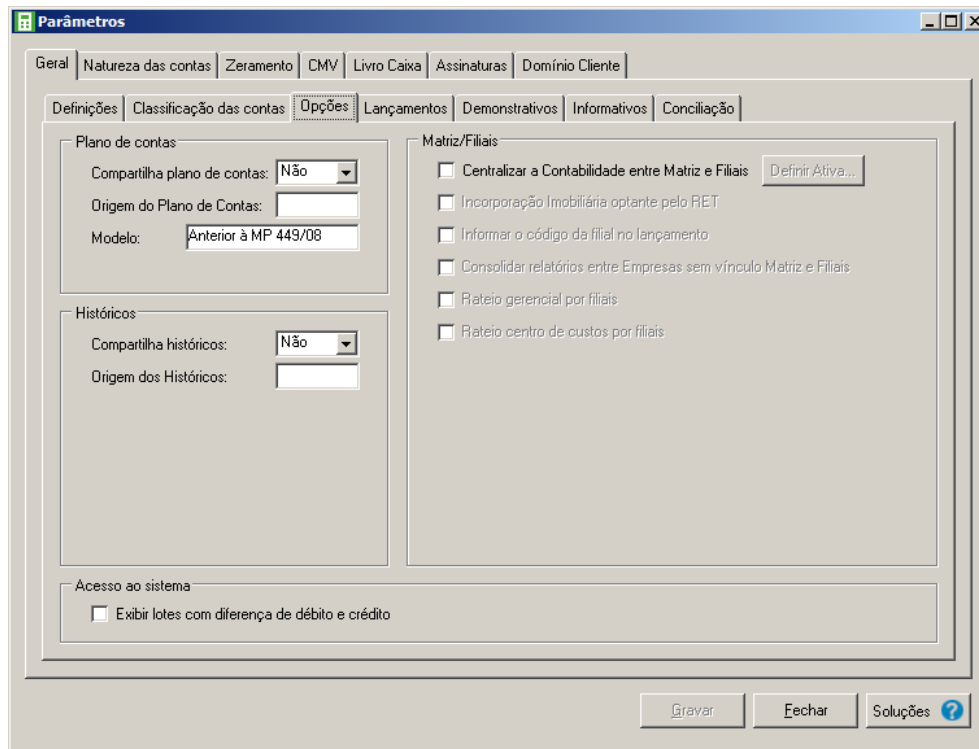 Parâmetros
Geral Natureza das contas Zeramento CMV Livro Caixa Assinaturas Domínio Cliente
Definições Classificação das contas Opções Lançamentos Demonstrativos Informativos Conciliação
Plano de contas
Compartilha plano de contas: Não
Origem do Plano de Contas:
Modelo: Anterior à MP 449/08
Históricos
Compartilha históricos: Não
Origem dos Históricos:
Matriz/Filiais
Centralizar a Contabilidade entre Matriz e Filiais Definir Ativa...
Incorporação Imobiliária optante pelo RET
Informar o código da filial no lançamento
Consolidar relatórios entre Empresas sem vínculo Matriz e Filiais
Rateio gerencial por filiais
Rateio centro de custos por filiais
Acesso ao sistema
Exibir lotes com diferença de débito e crédito
Gravar Fechar Soluções ?